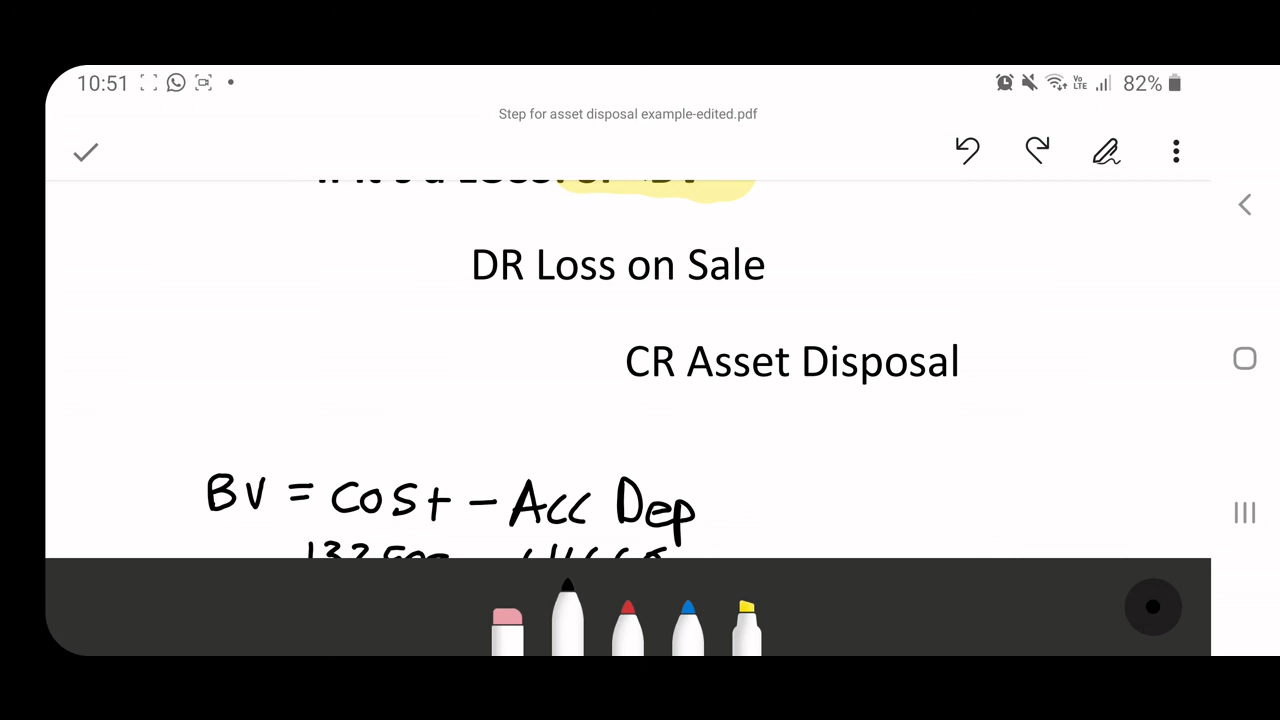 10:51 82%
Step for asset disposal example-edited.pdf
DR Loss on Sale
CR Asset Disposal
BV = Cost - Acc Dep